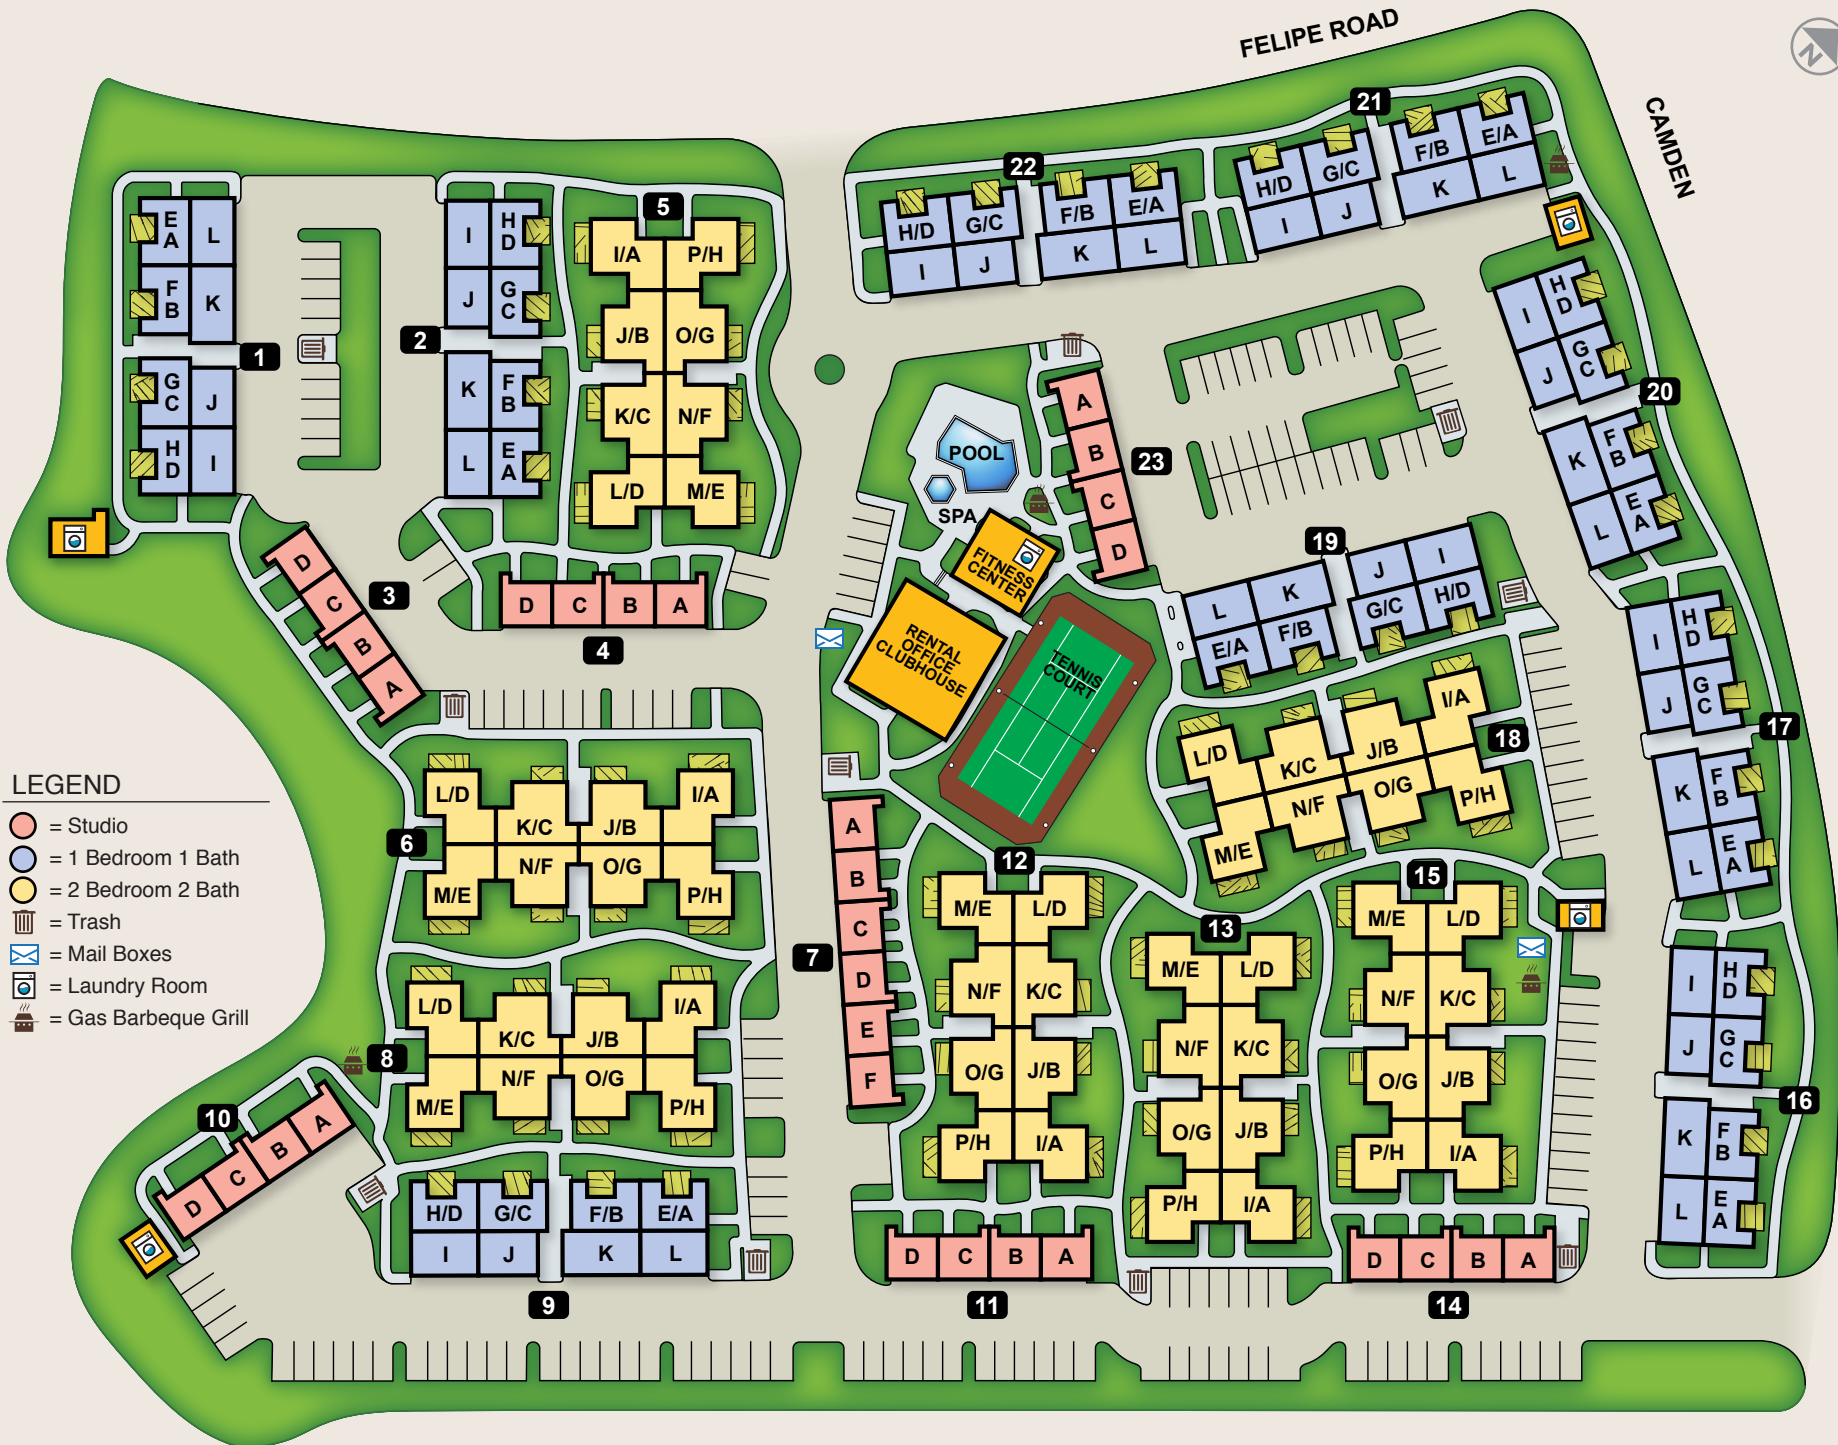 FELIPE ROAD
CAMDEN
N
21
E/A
F/B
L
K
G/C
H/D
J
I
22
E/A
F/B
L
K
G/C
H/D
J
I
5
I/A P/H
J/B O/G
K/C N/F
L/D M/E
E A L
F B K
1
G C J
H D I
I H D
J G C
2
K F B
L E A
I H D
J G C
20
K F B
L E A
A
B
23
C
D
POOL
SPA
FITNESS
CENTER
RENTAL
OFFICE
CLUBHOUSE
TENNIS
COURT
D
C
3
B
A
D C B A
4
19
I
J
K
L
H/D
G/C
F/B
E/A
I H D
J G C
17
K F B
L E A
I/A
J/B
K/C
L/D
18
P/H
O/G
N/F
M/E
LEGEND
= Studio
= 1 Bedroom 1 Bath
= 2 Bedroom 2 Bath
= Trash
= Mail Boxes
= Laundry Room
= Gas Barbeque Grill
L/D I/A
K/C J/B
6
N/F O/G
M/E P/H
A
B
C
7
D
E
F
12
M/E L/D
N/F K/C
O/G J/B
P/H I/A
13
M/E L/D
N/F K/C
O/G J/B
P/H I/A
15
M/E L/D
N/F K/C
O/G J/B
P/H I/A
I H D
J G C
16
K F B
L E A
L/D I/A
K/C J/B
8
N/F O/G
M/E P/H
10
A
B
C
D
H/D G/C F/B E/A
I J K L
9
D C B A
11
D C B A
14